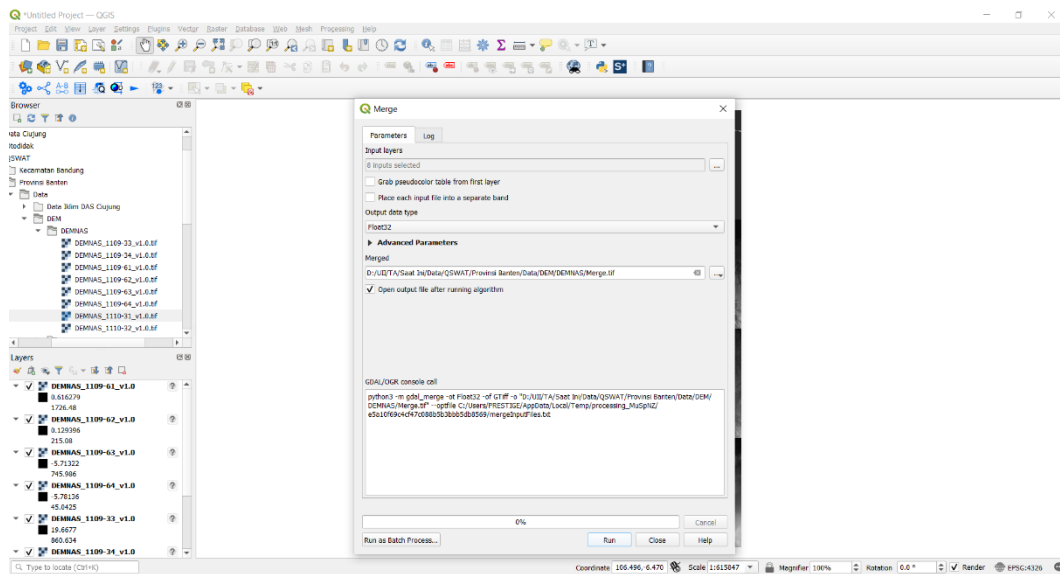 *Untitled Project — QGIS
Project Edit View Layer Settings Plugins Vector Raster Database Web Mesh Processing Help
Browser
Data Ciujung
QSWAT
Kecamatan Bandung
Provinsi Banten
Data
Data Iklim DAS Ciujung
DEM
DEMNAS
DEMNAS_1109-33_v1.0.tif
DEMNAS_1109-34_v1.0.tif
DEMNAS_1109-61_v1.0.tif
DEMNAS_1109-62_v1.0.tif
DEMNAS_1109-63_v1.0.tif
DEMNAS_1109-64_v1.0.tif
DEMNAS_1110-31_v1.0.tif
DEMNAS_1110-32_v1.0.tif
Layers
DEMNAS_1109-61_v1.0
0.616279
1726.48
DEMNAS_1109-62_v1.0
0.129396
215.08
DEMNAS_1109-63_v1.0
-5.71322
745.986
DEMNAS_1109-64_v1.0
-5.78136
45.0425
DEMNAS_1109-33_v1.0
19.6677
860.634
DEMNAS_1109-34_v1.0
Merge
Parameters Log
Input layers
8 inputs selected
Grab pseudocolor table from first layer
Place each input file into a separate band
Output data type
Float32
Advanced Parameters
Merged
D:/UII/TA/Saat Ini/Data/QSWAT/Provinsi Banten/Data/DEM/DEMNAS/Merge.tif
Open output file after running algorithm
GDAL/OGR console call
python3 -m gdal_merge -ot Float32 -of GTiff -o "D:/UII/TA/Saat Ini/Data/QSWAT/Provinsi Banten/Data/DEM/
DEMNAS/Merge.tif" --optfile C:/Users/PRESTIGE/AppData/Local/Temp/processing_MuSpNZ/
e5b10f69c4cf47c088b5b3bbb5db8569/mergeInputFiles.txt
0% Cancel
Run as Batch Process... Run Close Help
Type to locate (Ctrl+K) Coordinate 106.496,-6.470 Scale 1:615847 Magnifier 100% Rotation 0.0 ° Render EPSG:4326